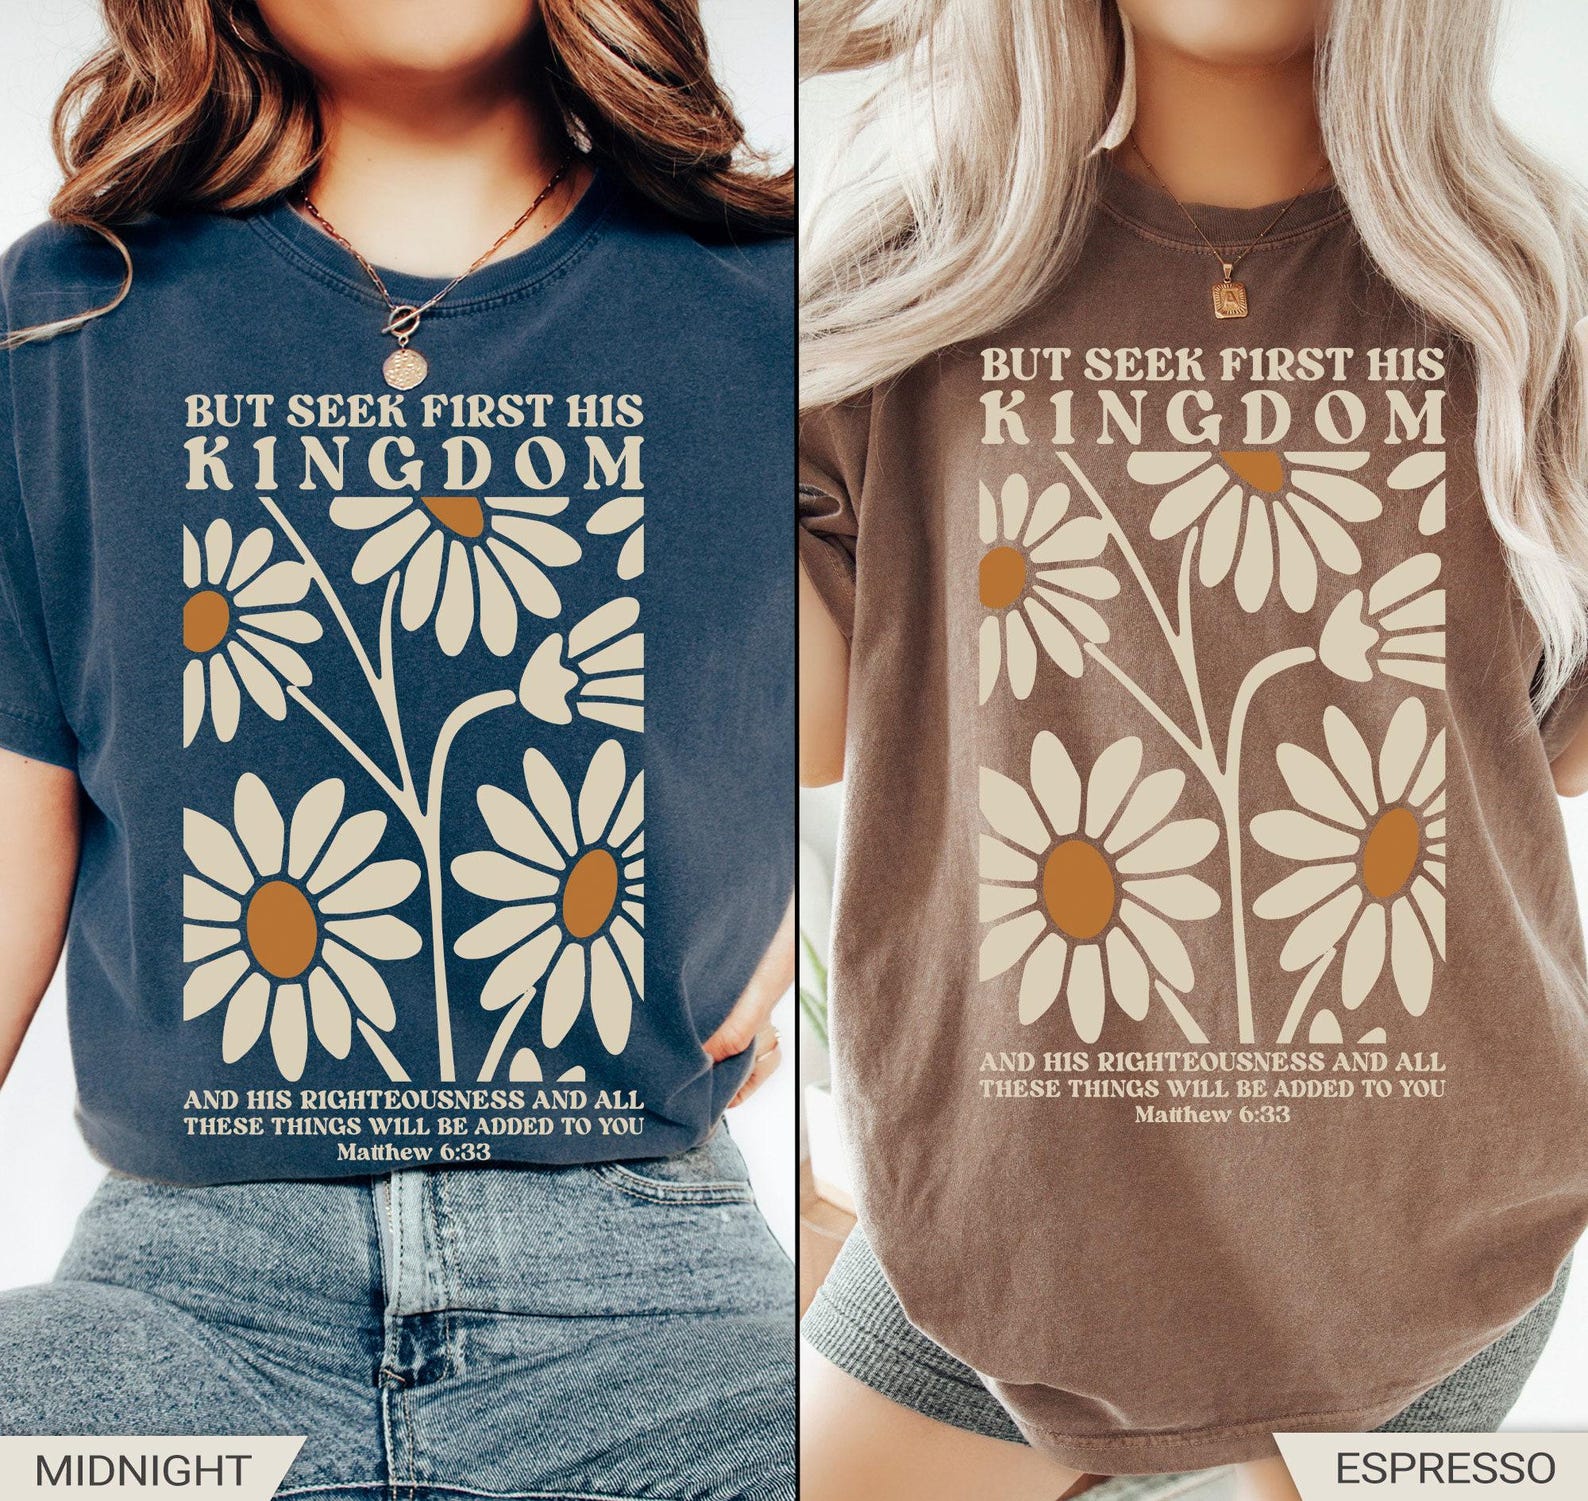 BUT SEEK FIRST HIS
KINGDOM
AND HIS RIGHTEOUSNESS AND ALL
THESE THINGS WILL BE ADDED TO YOU
Matthew 6:33
MIDNIGHT
BUT SEEK FIRST HIS
KINGDOM
A
AND HIS RIGHTEOUSNESS AND ALL
THESE THINGS WILL BE ADDED TO YOU
Matthew 6:33
ESPRESSO